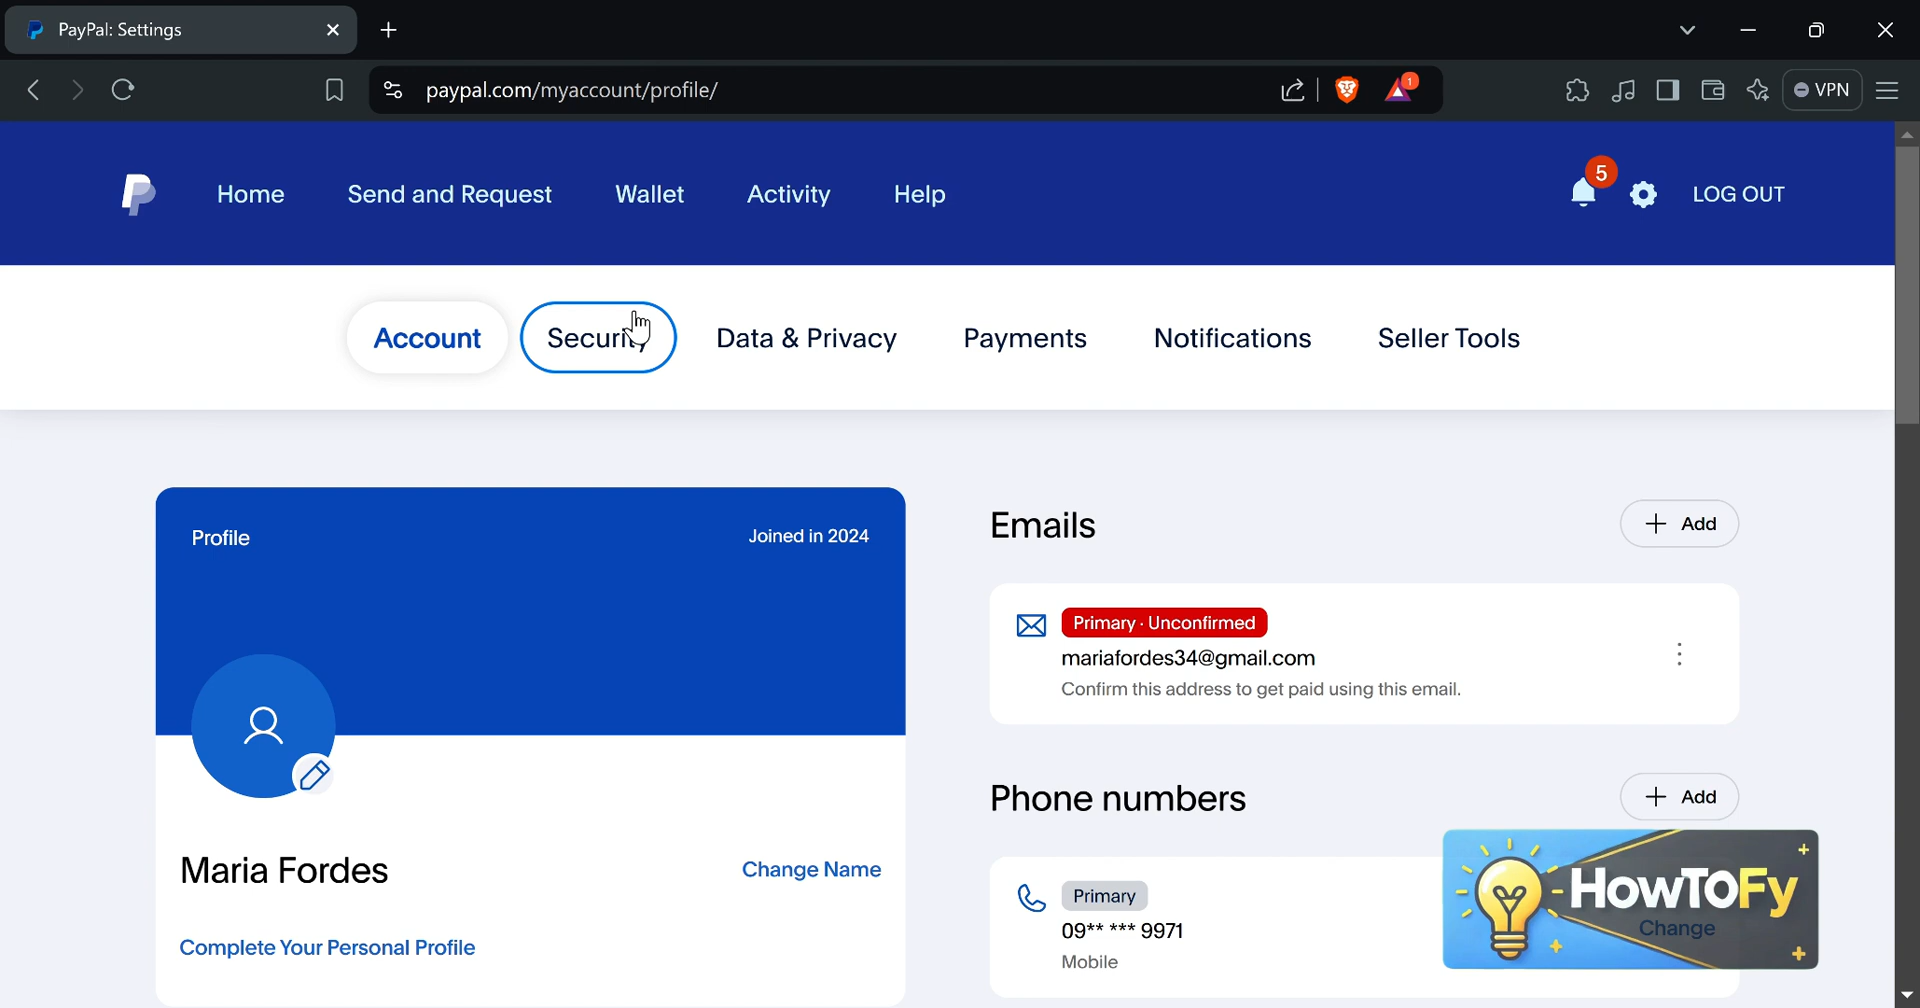 PayPal: Settings
paypal.com/myaccount/profile/
1
VPN
Home
Send and Request
Wallet
Activity
Help
5
LOG OUT
Account
Security
Data & Privacy
Payments
Notifications
Seller Tools
Profile
Joined in 2024
Maria Fordes
Change Name
Complete Your Personal Profile
Emails
Add
Primary · Unconfirmed
mariafordes34@gmail.com
Confirm this address to get paid using this email.
Phone numbers
Add
Primary
09** *** 9971
Mobile
HowToFy
Change